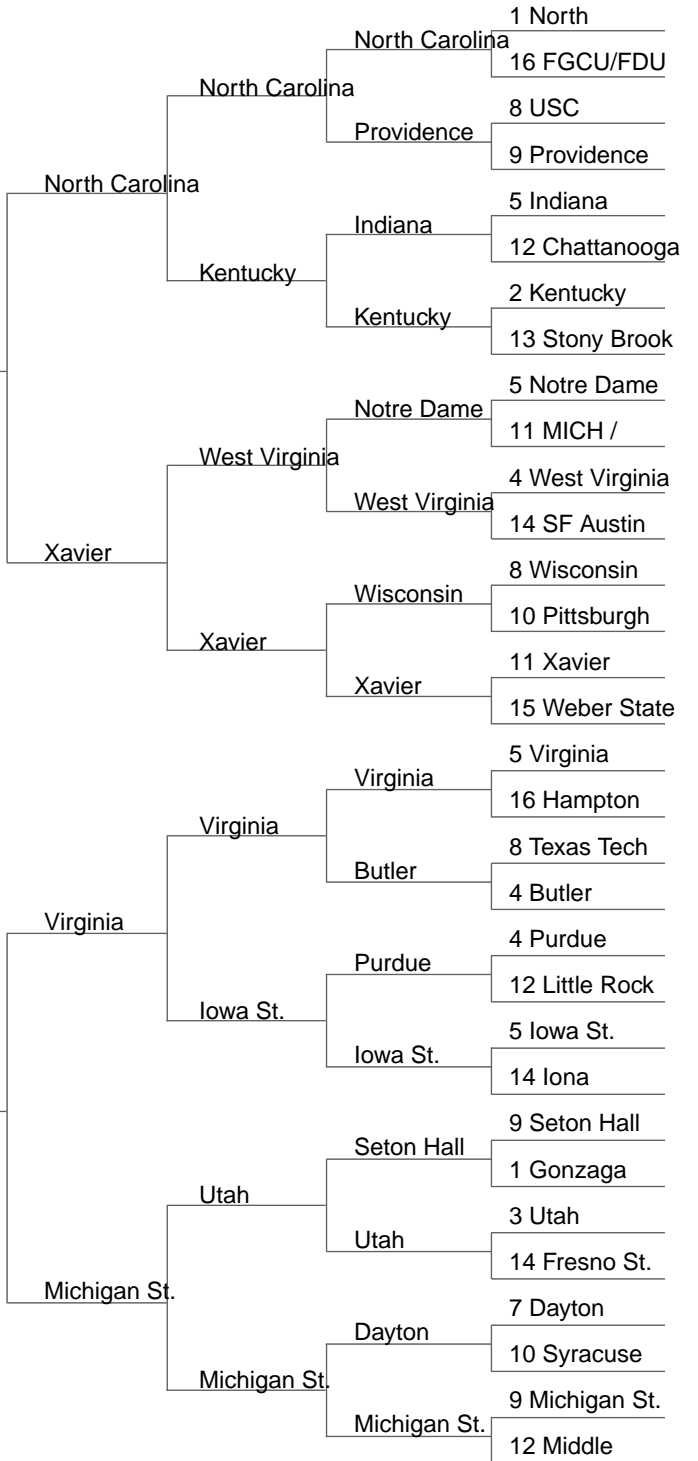 1 North
North Carolina
16 FGCU/FDU
North Carolina
8 USC
Providence
9 Providence
North Carolina
5 Indiana
Indiana
12 Chattanooga
Kentucky
2 Kentucky
Kentucky
13 Stony Brook
5 Notre Dame
Notre Dame
11 MICH /
West Virginia
4 West Virginia
West Virginia
14 SF Austin
Xavier
8 Wisconsin
Wisconsin
10 Pittsburgh
Xavier
11 Xavier
Xavier
15 Weber State
5 Virginia
Virginia
16 Hampton
Virginia
8 Texas Tech
Butler
4 Butler
Virginia
4 Purdue
Purdue
12 Little Rock
Iowa St.
5 Iowa St.
Iowa St.
14 Iona
9 Seton Hall
Seton Hall
1 Gonzaga
Utah
3 Utah
Utah
14 Fresno St.
Michigan St.
7 Dayton
Dayton
10 Syracuse
Michigan St.
9 Michigan St.
Michigan St.
12 Middle